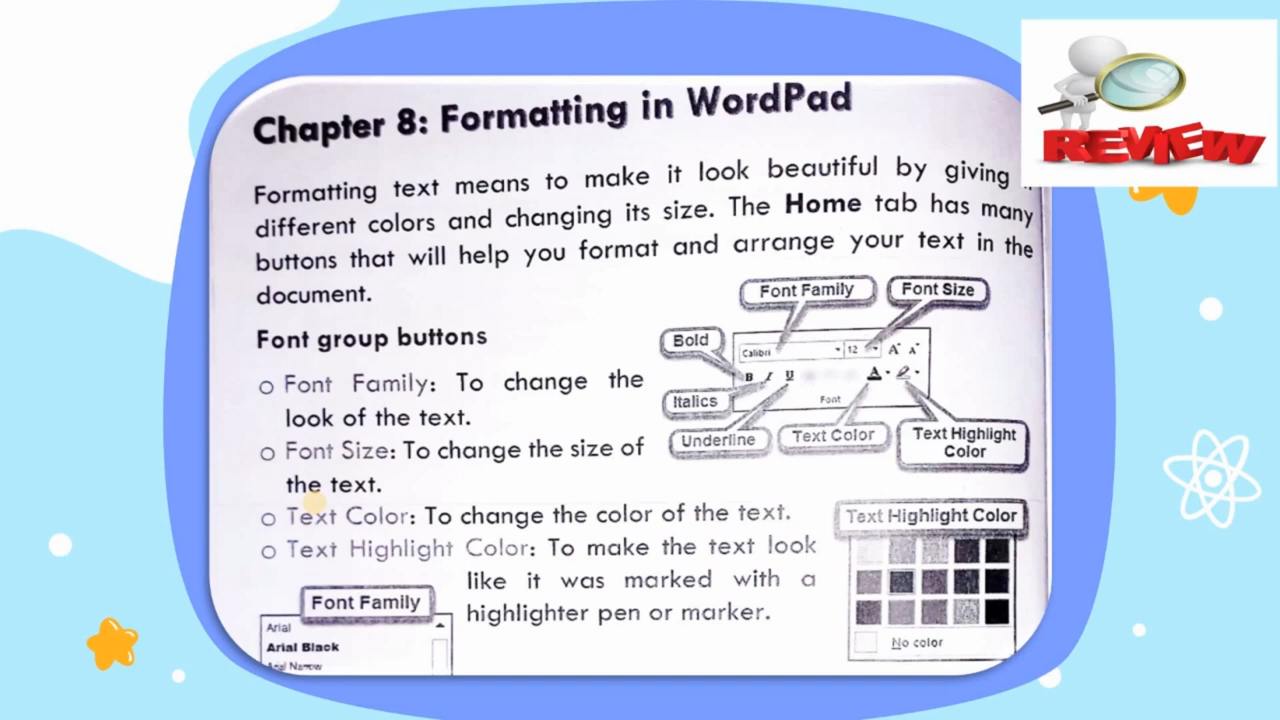 REVIEW
Chapter 8: Formatting in WordPad
Formatting text means to make it look beautiful by giving
different colors and changing its size. The Home tab has many
buttons that will help you format and arrange your text in the
document.
Font group buttons
Font Family: To change the
look of the text.
Font Size: To change the size of
the text.
Text Color: To change the color of the text.
Text Highlight Color: To make the text look
like it was marked with a
highlighter pen or marker.
Font Family
Font Size
Bold
Calibri
12
A A
B I U
A
Italics
Font
Underline
Text Color
Text Highlight
Color
Text Highlight Color
No color
Font Family
Arial
Arial Black
Arial Narrow